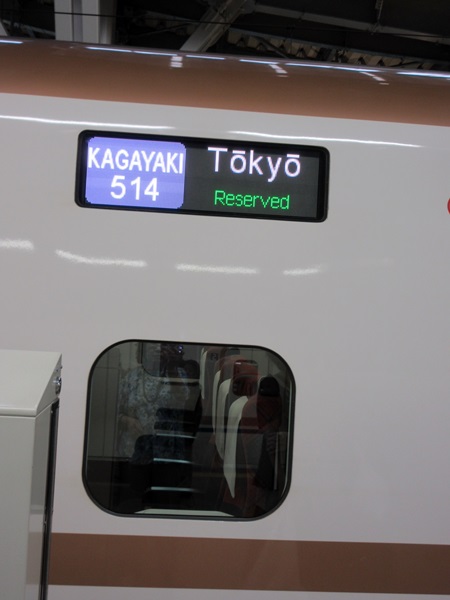 KAGAYAKI
514
Tōkyō
Reserved